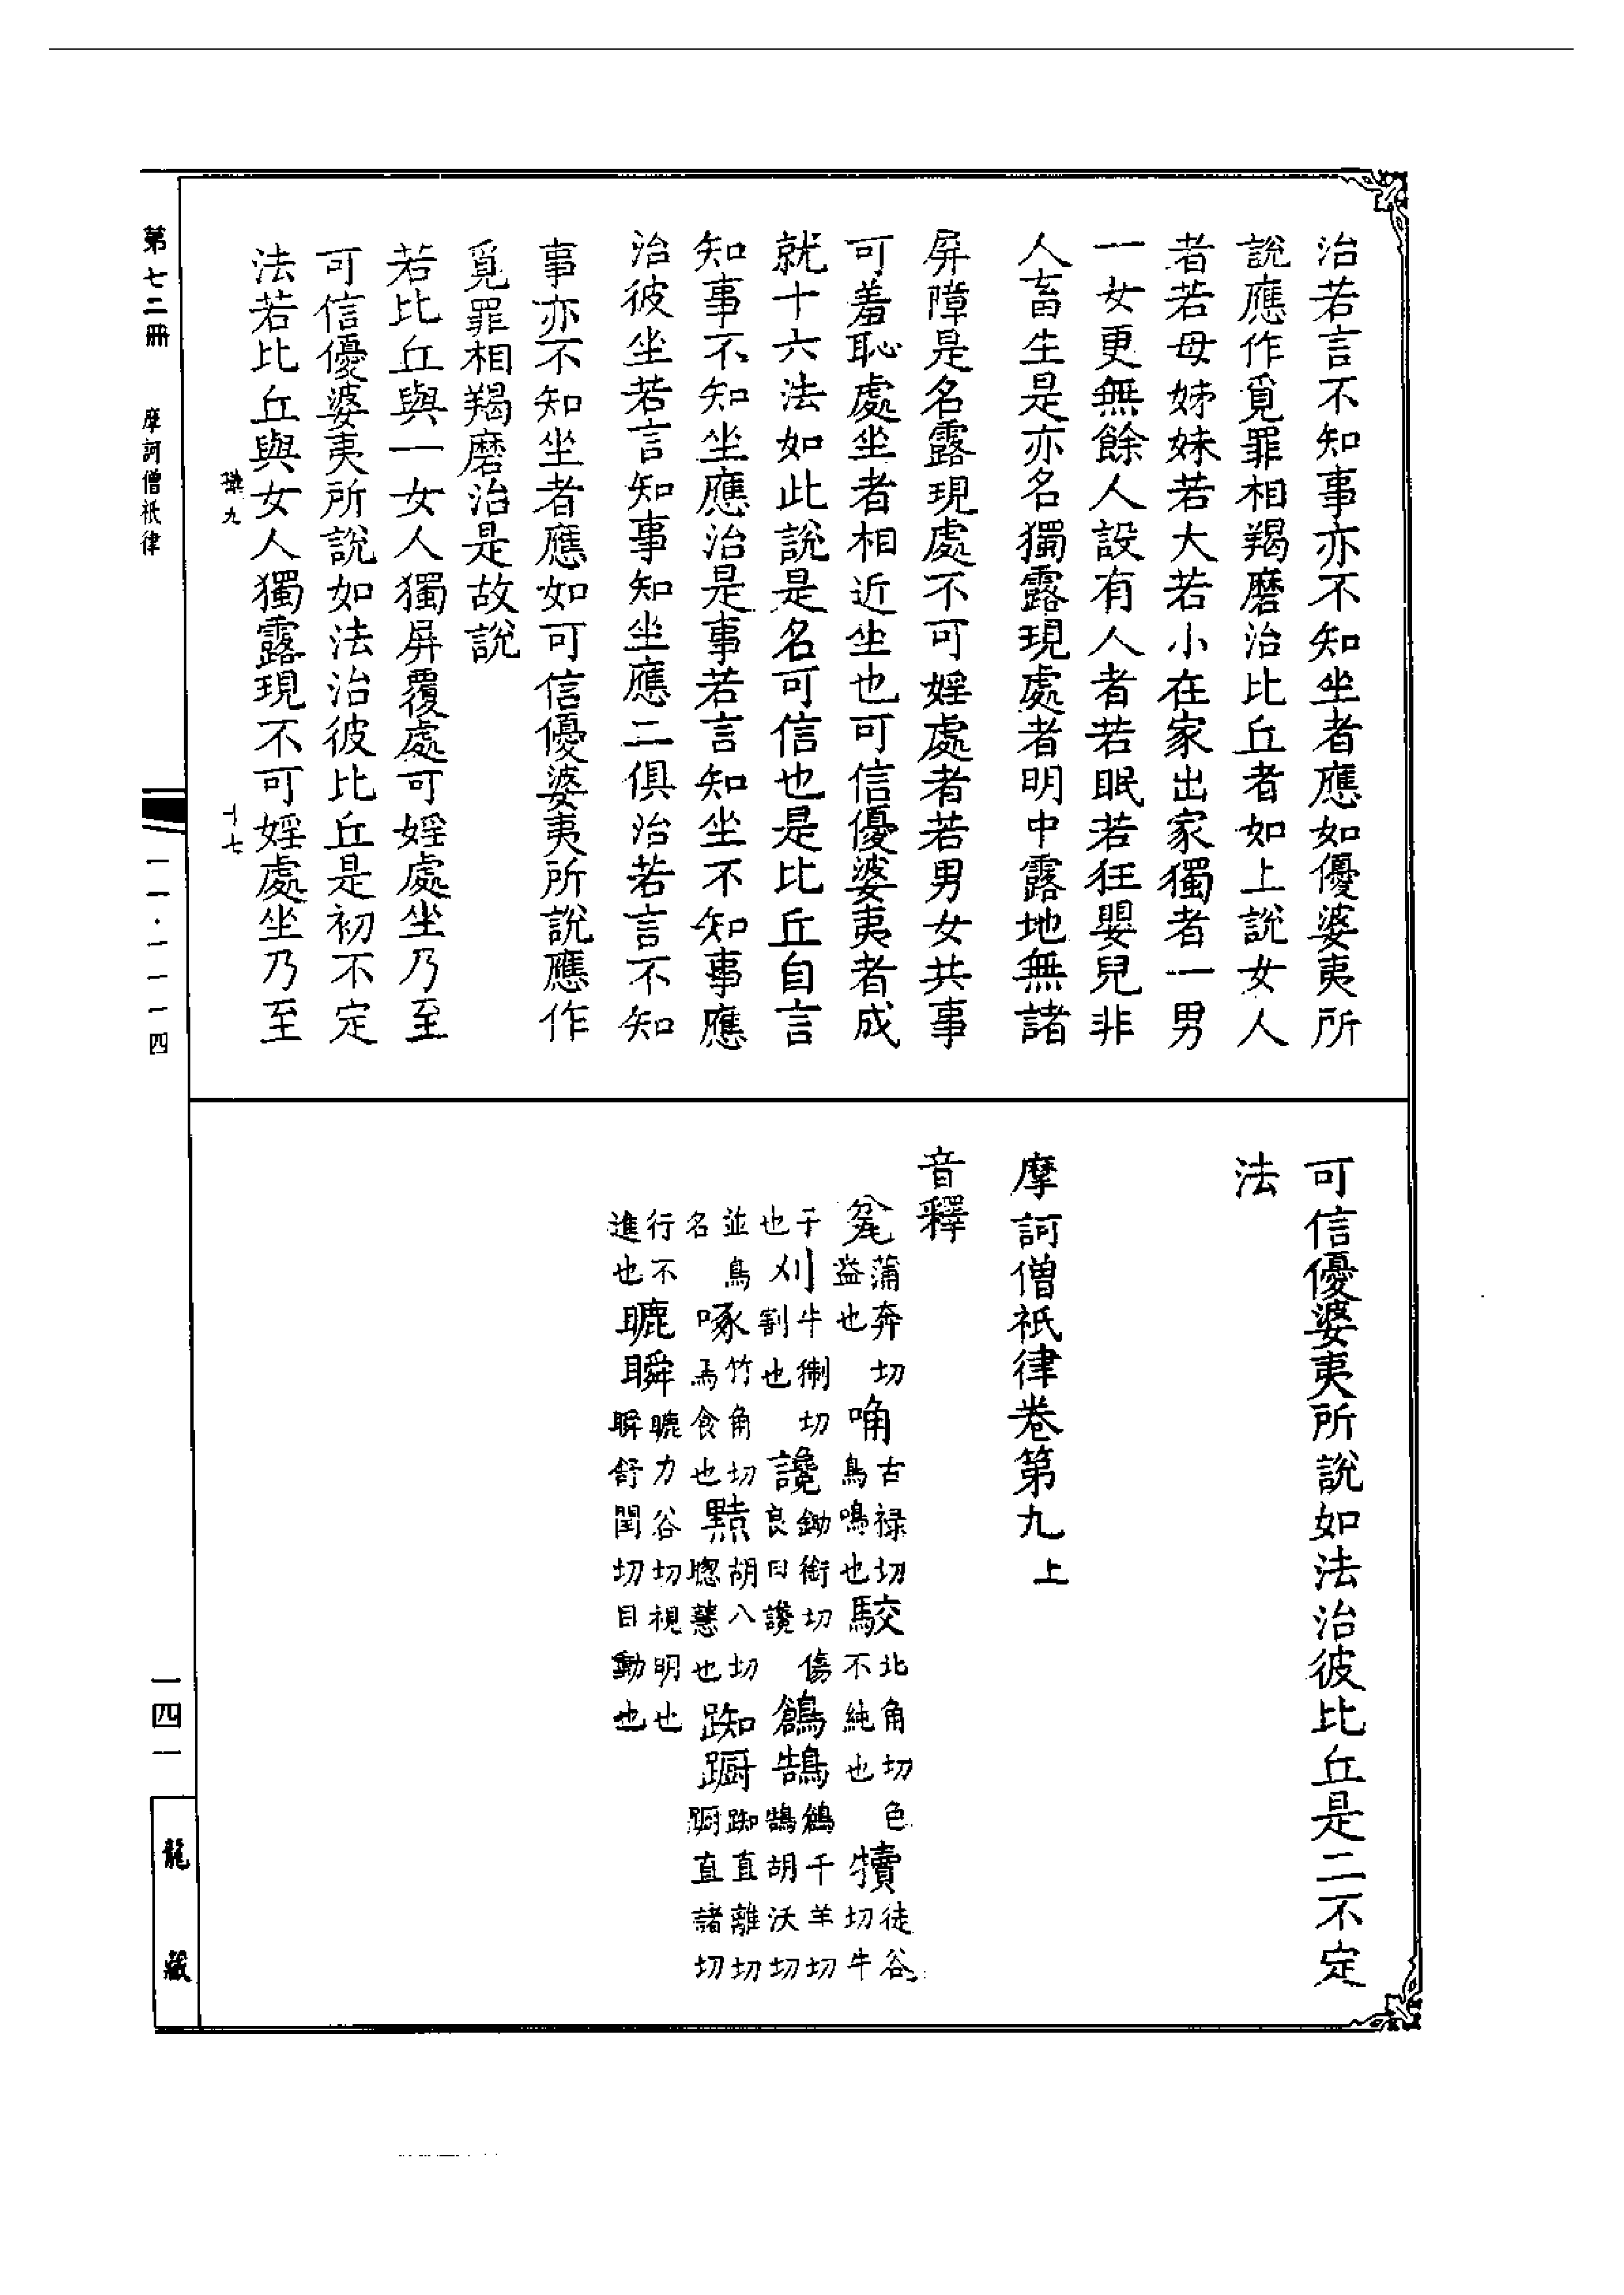 治若言不知事亦不知坐者應如優婆夷所
說應作覓罪相羯磨治比丘者如上說女人
者若母姊妹若大若小在家出家獨者一男
一女更無餘人設有人者若眠若狂嬰兒非
人畜生是亦名獨露現處者明中露地無諸
屏障是名露現處不可婬處者若男女共事
可羞恥處坐者相近坐也可信優婆夷者成
就十六法如此說是名可信也是比丘自言
知事不知坐應治是事若言知坐不知事應
治彼坐若言知事知坐應二俱治若言不知
事亦不知坐者應如可信優婆夷所說應作
覓罪相羯磨治是故說
若比丘與一女人獨屏覆處可婬處坐乃至
可信優婆夷所說如法治彼比丘是初不定
法若比丘與女人獨露現不可婬處坐乃至
可信優婆夷所說如法治彼比丘是二不定
法
摩訶僧祇律卷第九上
音釋
蒲奔切益也 唃古祿切鳥鳴也 駮北角切色不純也 犢徒谷切牛
子也 刈牛制切割也 讒鋤銜切傷良曰讒 鶬鵠鶬千羊切鵠胡沃切
並鳥名 啄竹角切鳥食也 黠胡八切聰慧也 踟躕踟直離切躕直諸切
行不進也 睩瞬睩力谷切視明也瞬舒閏切目動也
第七二冊 摩訶僧祇律
九 十七
一一·一一一四
一四一
龍藏